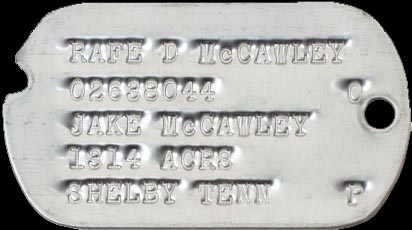 RAFE D McCAWLEY
02638044 O
JAKE McCAWLEY
1314 ACRS
SHELBY TENN P